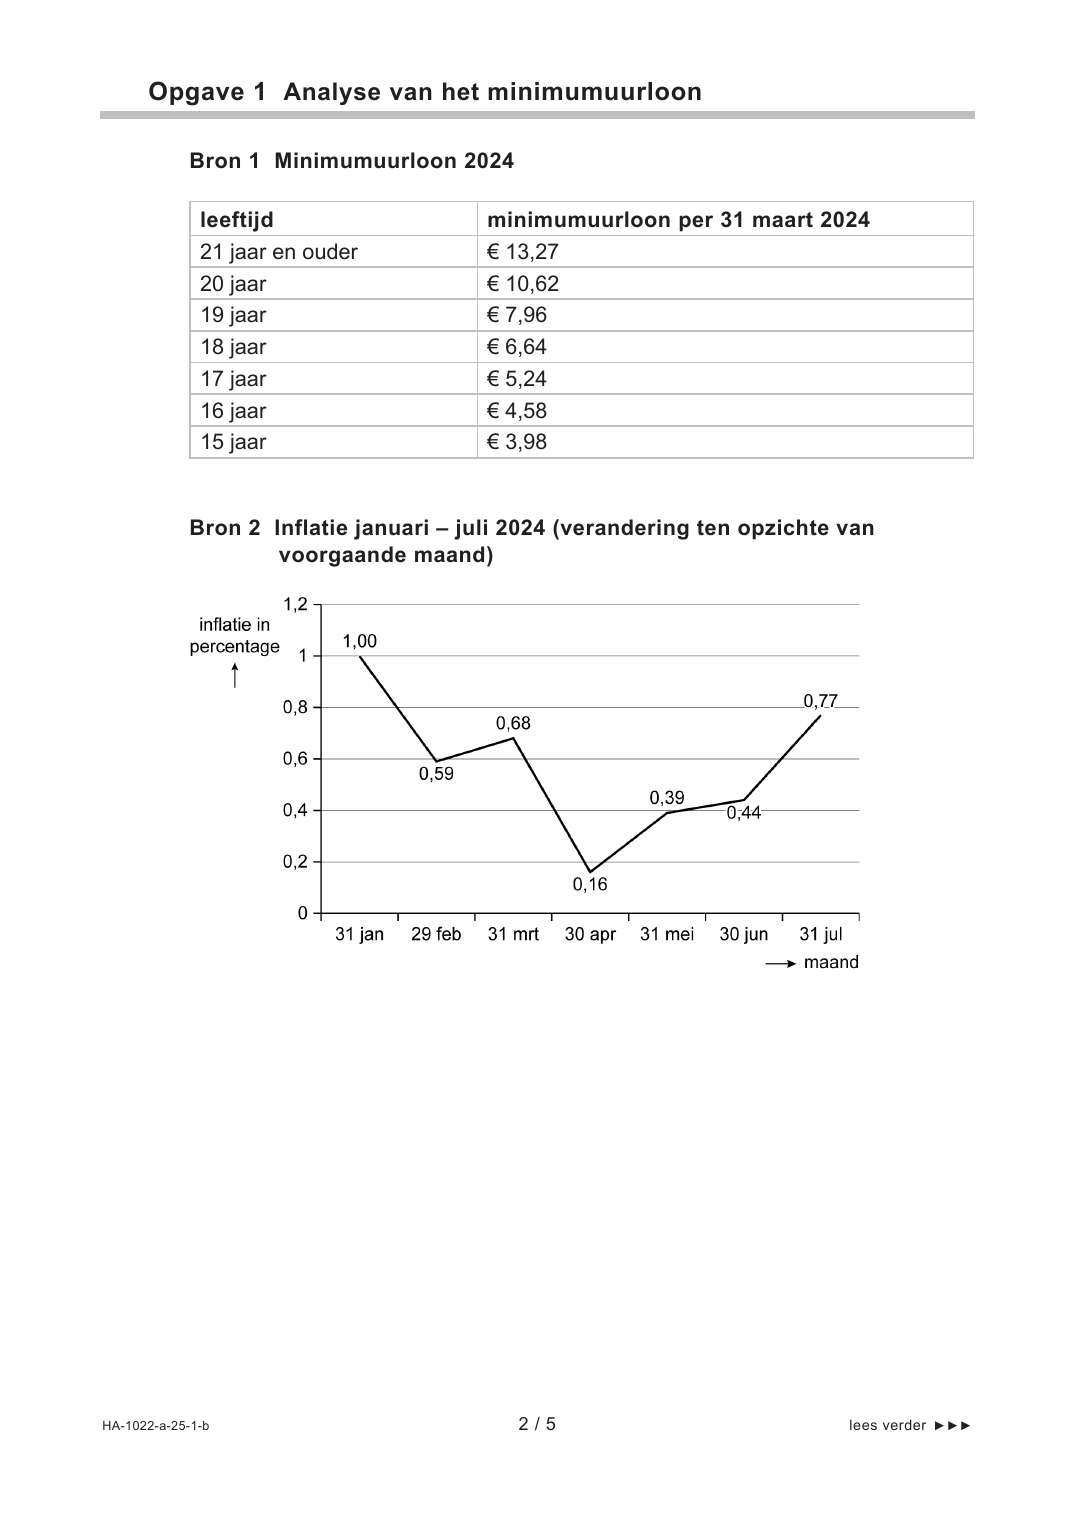 Opgave 1 Analyse van het minimumuurloon
Bron 1 Minimumuurloon 2024
leeftijd minimumuurloon per 31 maart 2024
21 jaar en ouder € 13,27
20 jaar € 10,62
19 jaar € 7,96
18 jaar € 6,64
17 jaar € 5,24
16 jaar € 4,58
15 jaar € 3,98
Bron 2 Inflatie januari – juli 2024 (verandering ten opzichte van
voorgaande maand)
inflatie in
percentage
1,2
1
0,8
0,6
0,4
0,2
0
1,00
0,59
0,68
0,16
0,39
0,44
0,77
31 jan 29 feb 31 mrt 30 apr 31 mei 30 jun 31 jul
maand
HA-1022-a-25-1-b 2 / 5 lees verder ►►►